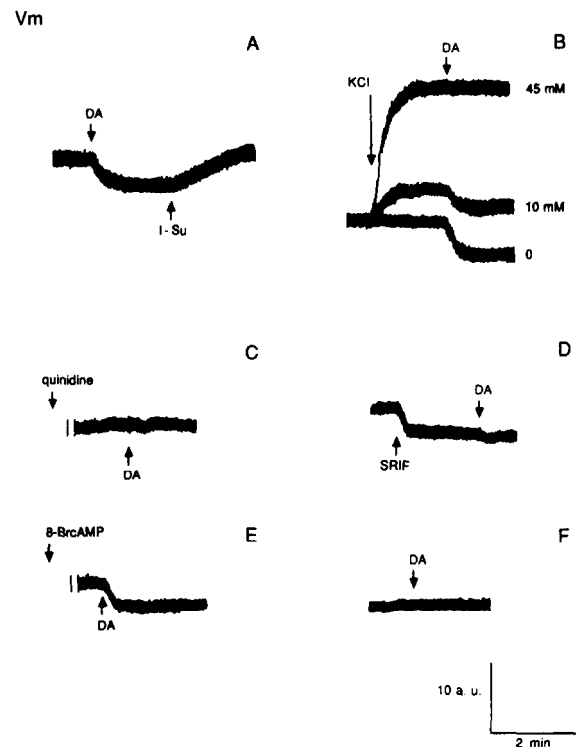 Vm
A
DA
I - Su
B
DA
KCl
45 mM
10 mM
0
C
quinidine
DA
D
DA
SRIF
E
8-BrcAMP
DA
F
DA
10 a. u.
2 min